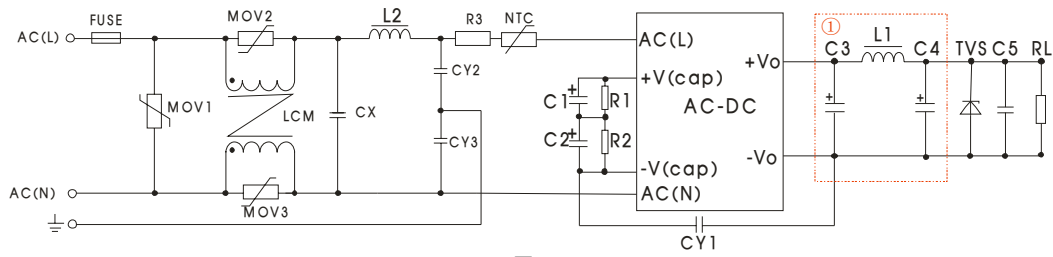 FUSE
MOV2
L2
R3
NTC
AC(L)
MOV1
LCM
CX
CY2
CY3
AC(N)
MOV3
AC(L)
+V(cap)
C1
+
R1
AC-DC
C2
+
R2
-V(cap)
AC(N)
+Vo
-Vo
CY1
①
C3
L1
C4
TVS
C5
RL
+
+